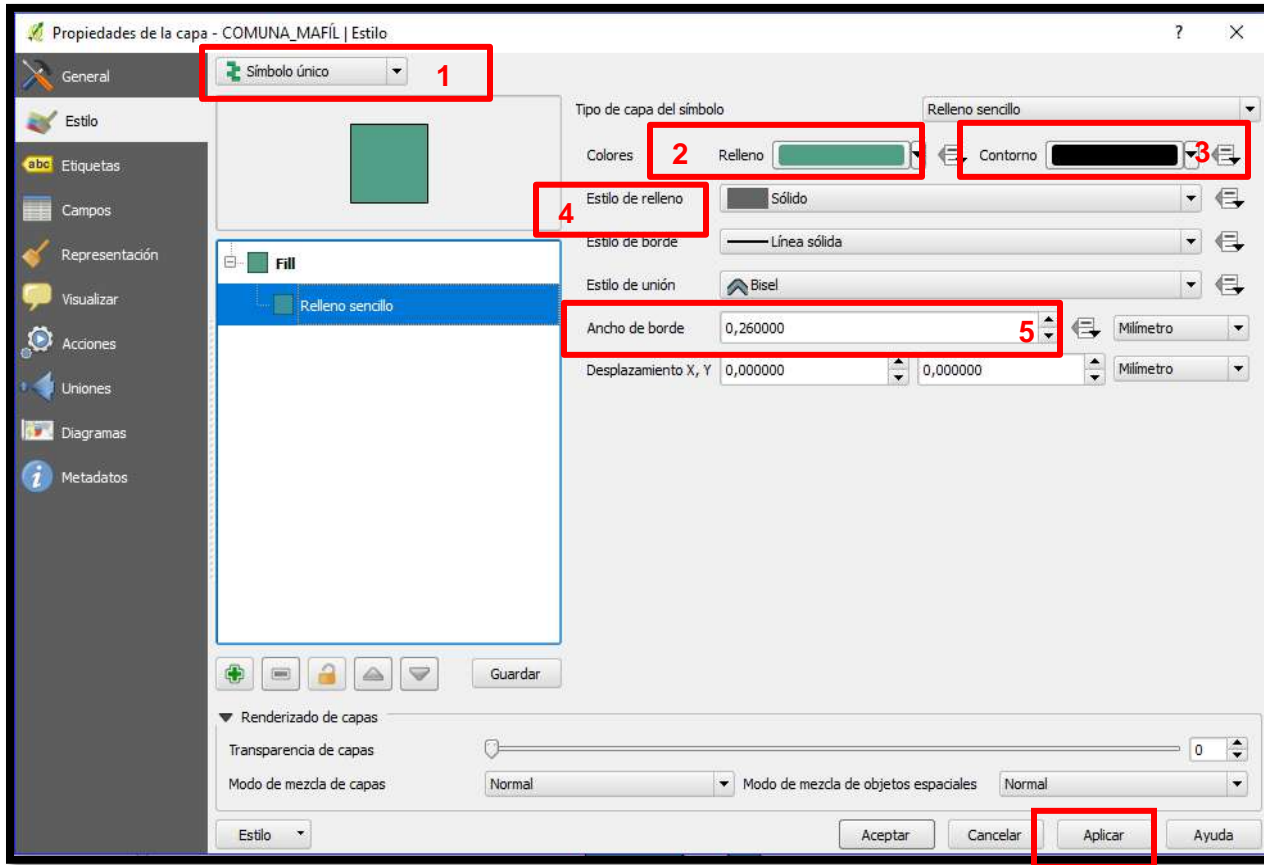 Propiedades de la capa - COMUNA_MAFÍL | Estilo ? X
General
Estilo
abc Etiquetas
Campos
Representación
Visualizar
Acciones
Uniones
Diagramas
i Metadatos
Símbolo único 1
Tipo de capa del símbolo Relleno sencillo
Colores 2 Relleno Contorno 3
4 Estilo de relleno Sólido
Estilo de borde Línea sólida
Estilo de unión Bisel
Ancho de borde 0,260000 5 Milímetro
Desplazamiento X, Y 0,000000 0,000000 Milímetro
Fill
Relleno sencillo
Guardar
Renderizado de capas
Transparencia de capas 0
Modo de mezcla de capas Normal Modo de mezcla de objetos espaciales Normal
Estilo Aceptar Cancelar Aplicar Ayuda